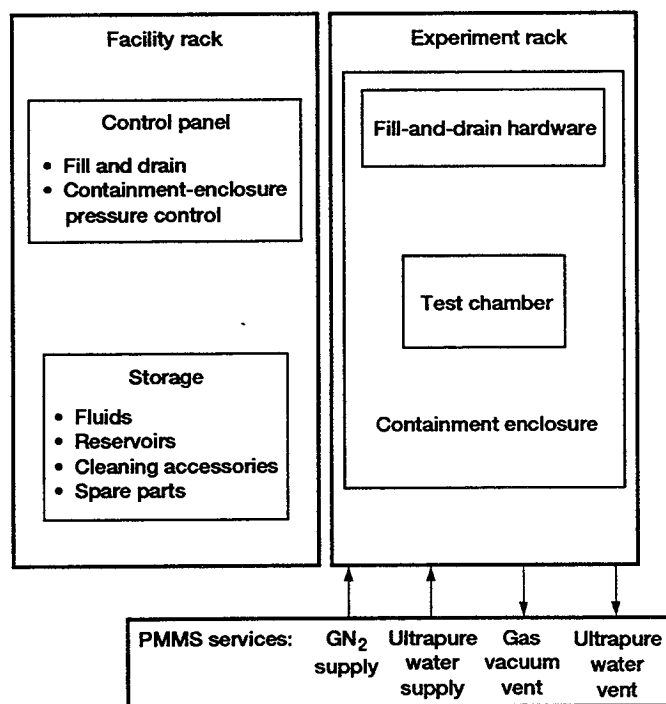 Facility rack
Control panel
• Fill and drain
• Containment-enclosure
pressure control
Storage
• Fluids
• Reservoirs
• Cleaning accessories
• Spare parts
Experiment rack
Fill-and-drain hardware
Test chamber
Containment enclosure
PMMS services:
GN₂
supply
Ultrapure
water
supply
Gas
vacuum
vent
Ultrapure
water
vent